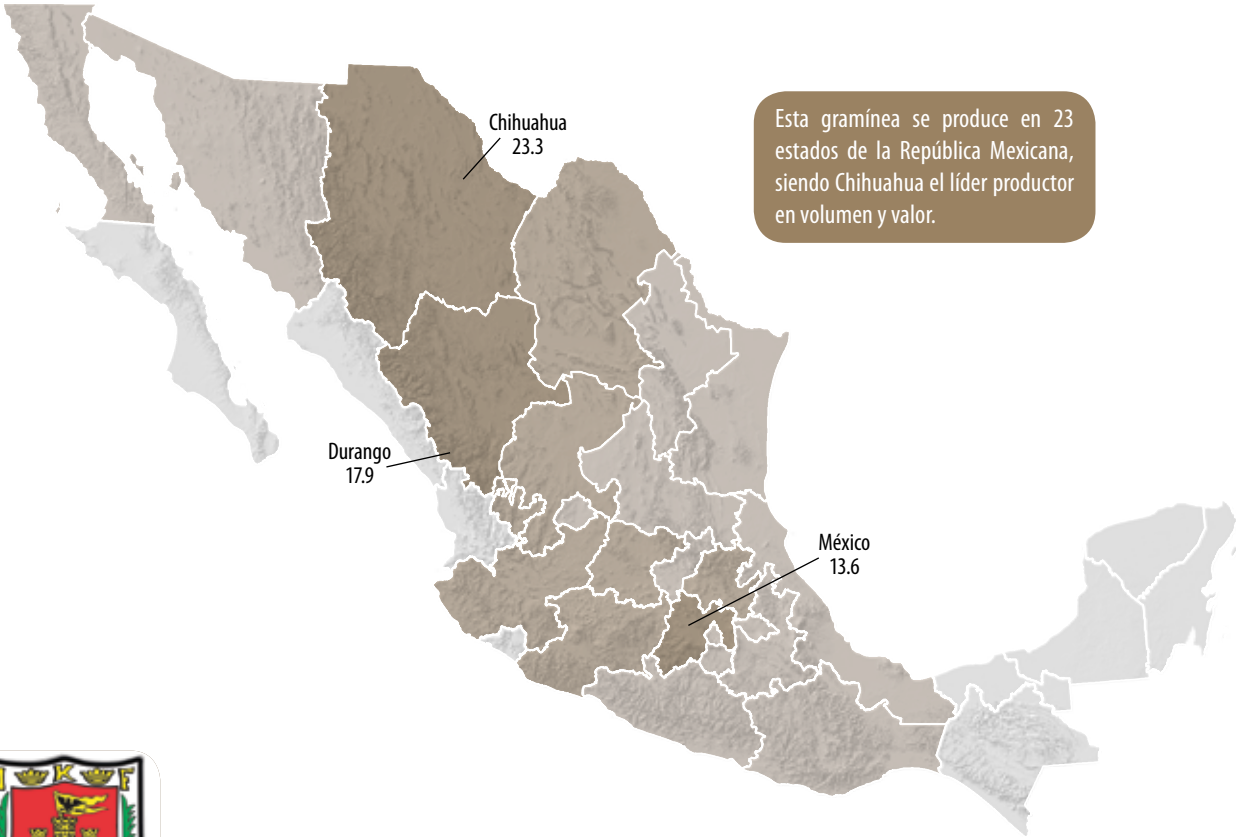 Chihuahua
23.3
Esta gramínea se produce en 23
estados de la República Mexicana,
siendo Chihuahua el líder productor
en volumen y valor.
Durango
17.9
México
13.6
K F